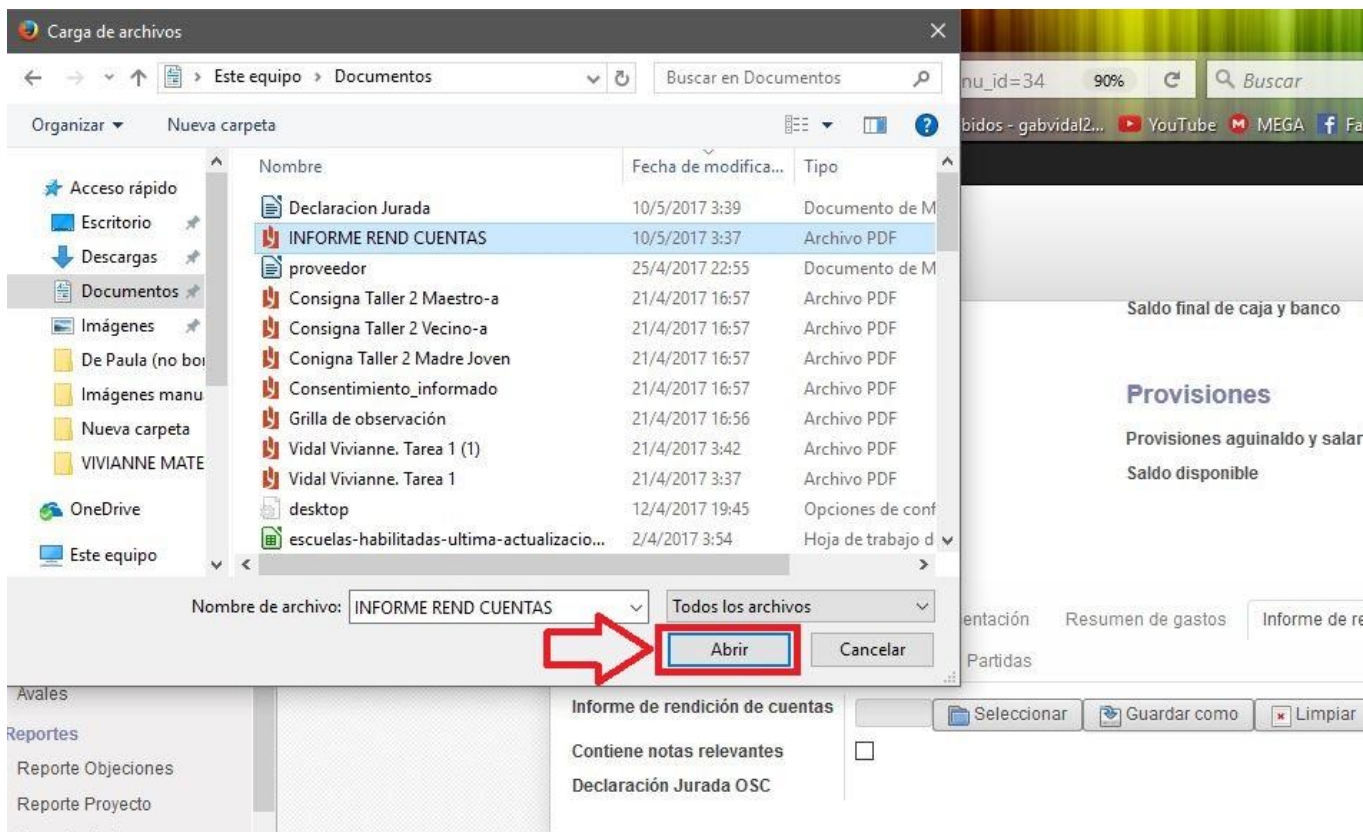 Carga de archivos
Este equipo > Documentos
Buscar en Documentos
nu_id=34 90% Buscar
Organizar Nueva carpeta
bidos - gabvidal2... YouTube MEGA Fa
Nombre Fecha de modifica... Tipo
Acceso rápido
Escritorio
Descargas
Documentos
Imágenes
De Paula (no bor
Imágenes manu
Nueva carpeta
VIVIANNE MATE
OneDrive
Este equipo
Declaracion Jurada 10/5/2017 3:39 Documento de M
INFORME REND CUENTAS 10/5/2017 3:37 Archivo PDF
proveedor 25/4/2017 22:55 Documento de M
Consigna Taller 2 Maestro-a 21/4/2017 16:57 Archivo PDF
Consigna Taller 2 Vecino-a 21/4/2017 16:57 Archivo PDF
Conigna Taller 2 Madre Joven 21/4/2017 16:57 Archivo PDF
Consentimiento_informado 21/4/2017 16:57 Archivo PDF
Grilla de observación 21/4/2017 16:56 Archivo PDF
Vidal Vivianne. Tarea 1 (1) 21/4/2017 3:42 Archivo PDF
Vidal Vivianne. Tarea 1 21/4/2017 3:37 Archivo PDF
desktop 12/4/2017 19:45 Opciones de conf
escuelas-habilitadas-ultima-actualizacio... 2/4/2017 3:54 Hoja de trabajo d
Nombre de archivo: INFORME REND CUENTAS Todos los archivos
Abrir Cancelar
Saldo final de caja y banco
Provisiones
Provisiones aguinaldo y salar
Saldo disponible
entación Resumen de gastos Informe de re
Partidas
Avales
Reportes
Reporte Objeciones
Reporte Proyecto
Informe de rendición de cuentas Seleccionar Guardar como Limpiar
Contiene notas relevantes
Declaración Jurada OSC